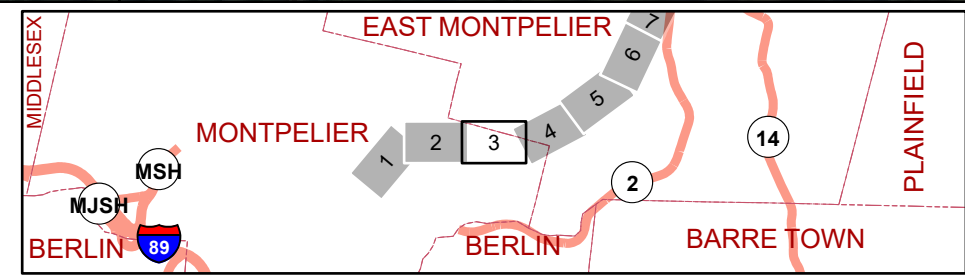 MIDDLESEX
EAST MONTPELIER
7
6
5
4
3
2
1
MONTPELIER
PLAINFIELD
14
MSH
2
MJSH
89
BERLIN
BERLIN
BARRE TOWN